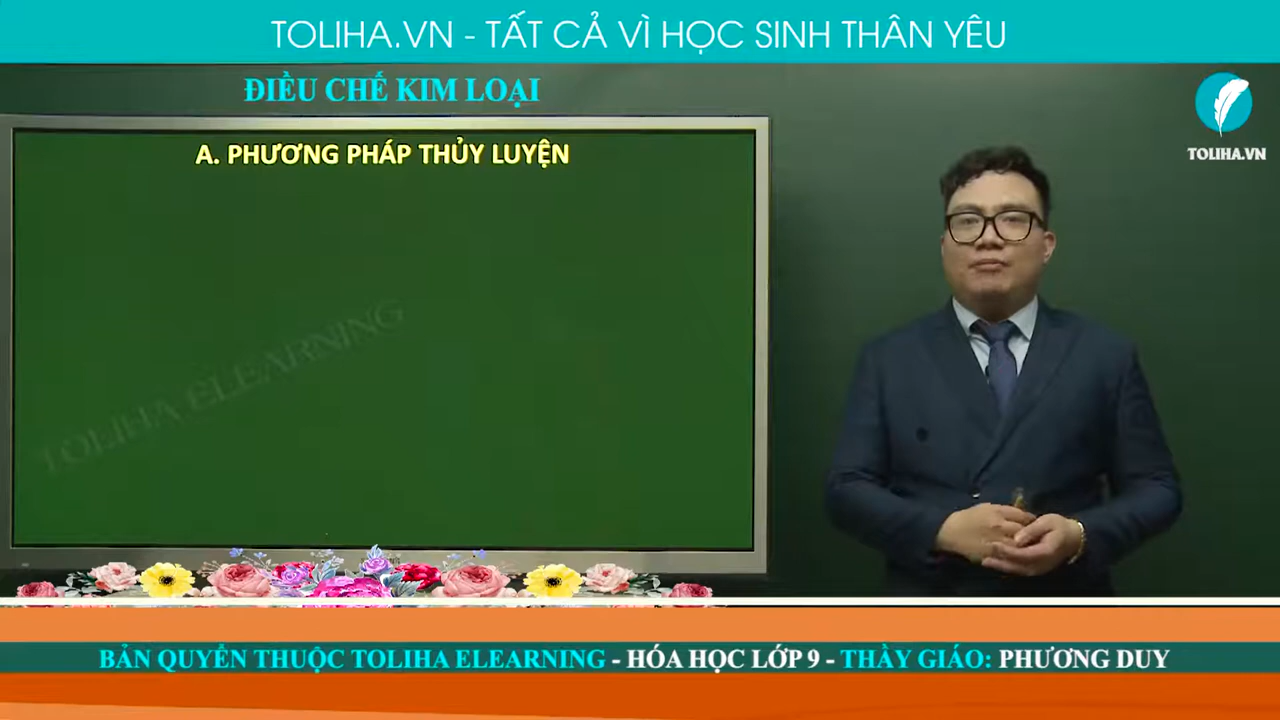 TOLIHA.VN - TẤT CẢ VÌ HỌC SINH THÂN YÊU
ĐIỀU CHẾ KIM LOẠI
TOLIHA.VN
A. PHƯƠNG PHÁP THỦY LUYỆN
TOLIHA ELEARNING
BẢN QUYỀN THUỘC TOLIHA ELEARNING - HÓA HỌC LỚP 9 - THẦY GIÁO: PHƯƠNG DUY